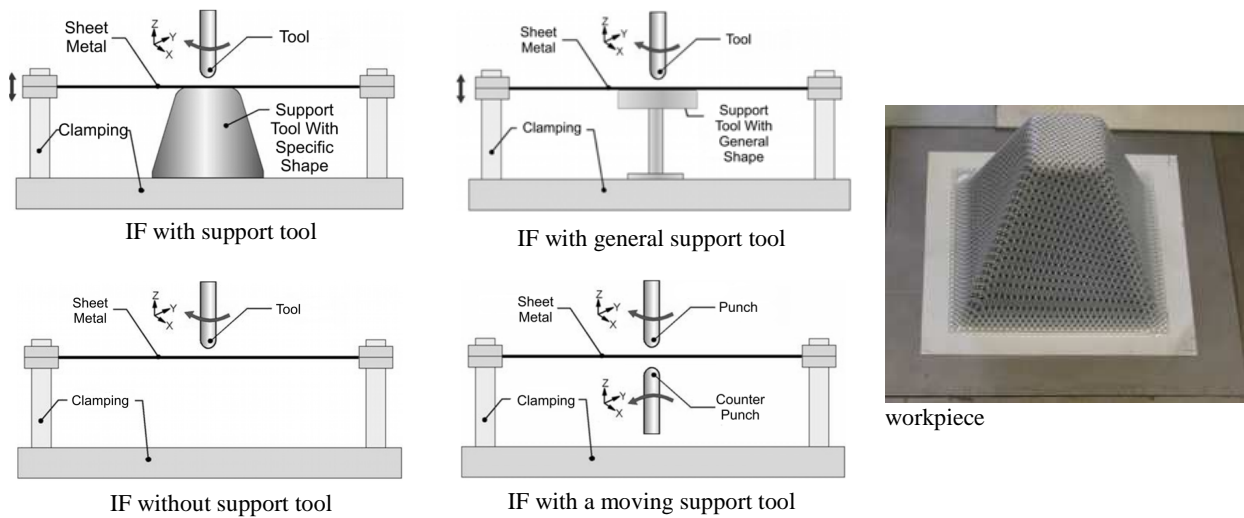 Sheet
Metal
Z
Y
X
Tool
Clamping
Support
Tool With
Specific
Shape
IF with support tool
Sheet
Metal
Z
Y
X
Tool
Clamping
Support
Tool With
General
Shape
IF with general support tool
Sheet
Metal
Z
Y
X
Tool
Clamping
IF without support tool
Sheet
Metal
Z
Y
X
Punch
Clamping
Z
Y
X
Counter
Punch
IF with a moving support tool
workpiece